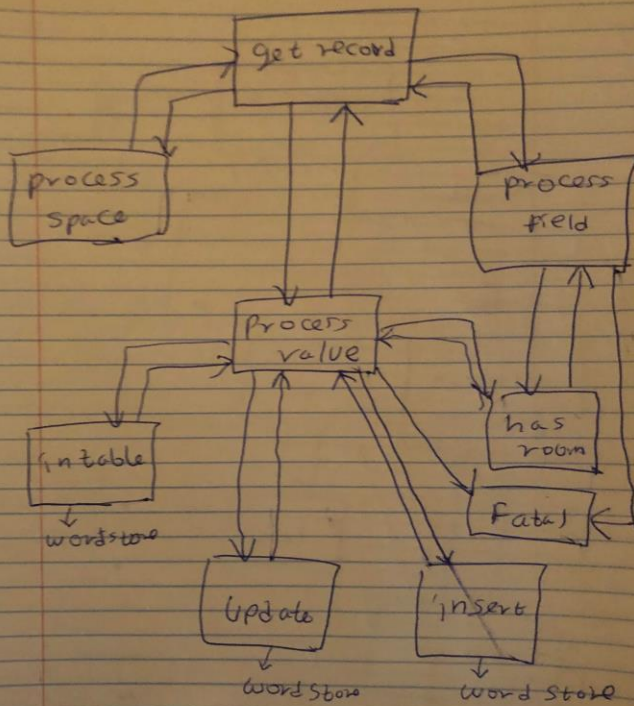 get record
process
space
process
field
process
value
has
room
intable
Fatal
wordstore
update
insert
wordstore
word store